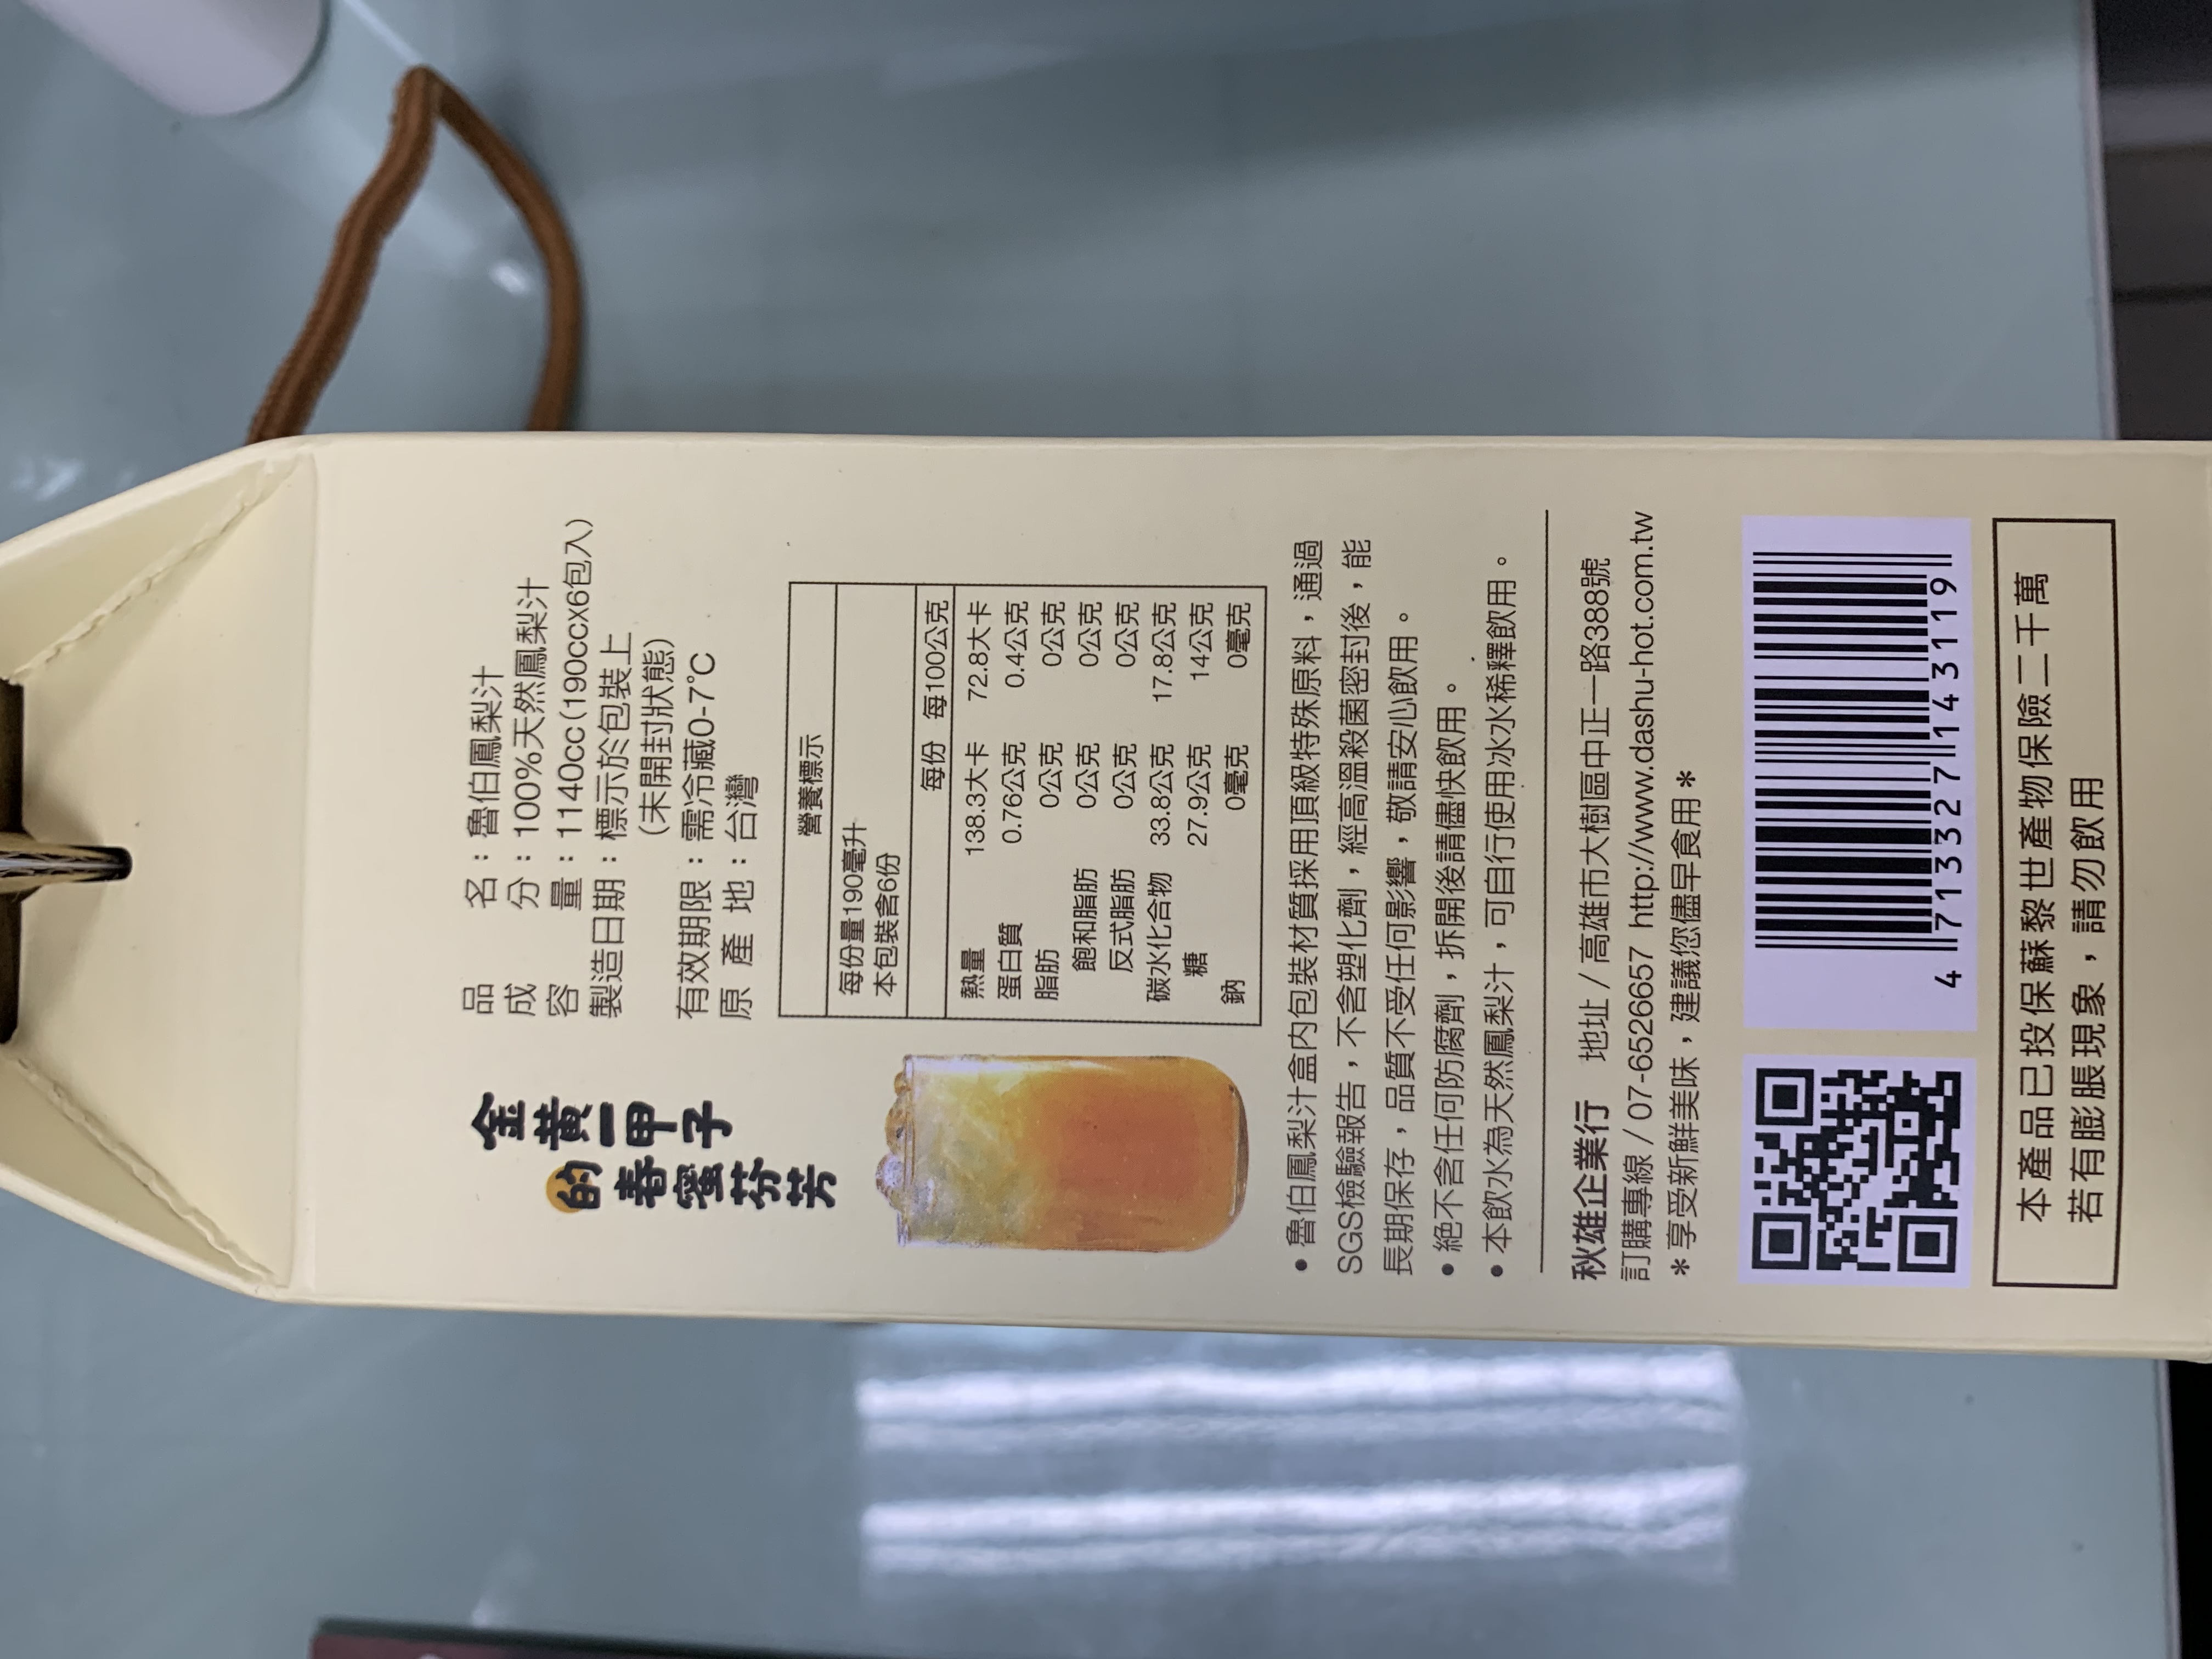 金黃一甲子
的春蜜芬芳
品名：魯伯鳳梨汁
成分：100%天然鳳梨汁
容量：1140cc(190ccx6包入)
製造日期：標示於包裝上
(未開封狀態)
有效期限：需冷藏0-7°C
原產地：台灣
營養標示
每份量190毫升
本包裝含6份
每份 每100公克
熱量 138.3大卡 72.8大卡
蛋白質 0.76公克 0.4公克
脂肪 0公克 0公克
飽和脂肪 0公克 0公克
反式脂肪 0公克 0公克
碳水化合物 33.8公克 17.8公克
糖 27.9公克 14公克
鈉 0毫克 0毫克
• 魯伯鳳梨汁盒內包裝材質採用頂級特殊原料，通過
SGS檢驗報告，不含塑化劑，經高溫殺菌密封後，能
長期保存，品質不受任何影響，敬請安心飲用。
• 絕不含任何防腐劑，拆開後請儘快飲用。
• 本飲水為天然鳳梨汁，可自行使用冰水稀釋飲用。
秋雄企業行 地址 / 高雄市大樹區中正一路388號
訂購專線 / 07-6526657 http://www.dashu-hot.com.tw
＊享受新鮮美味，建議您儘早食用＊
4 713327 143119
本產品已投保蘇黎世產物保險二千萬
若有膨脹現象，請勿飲用